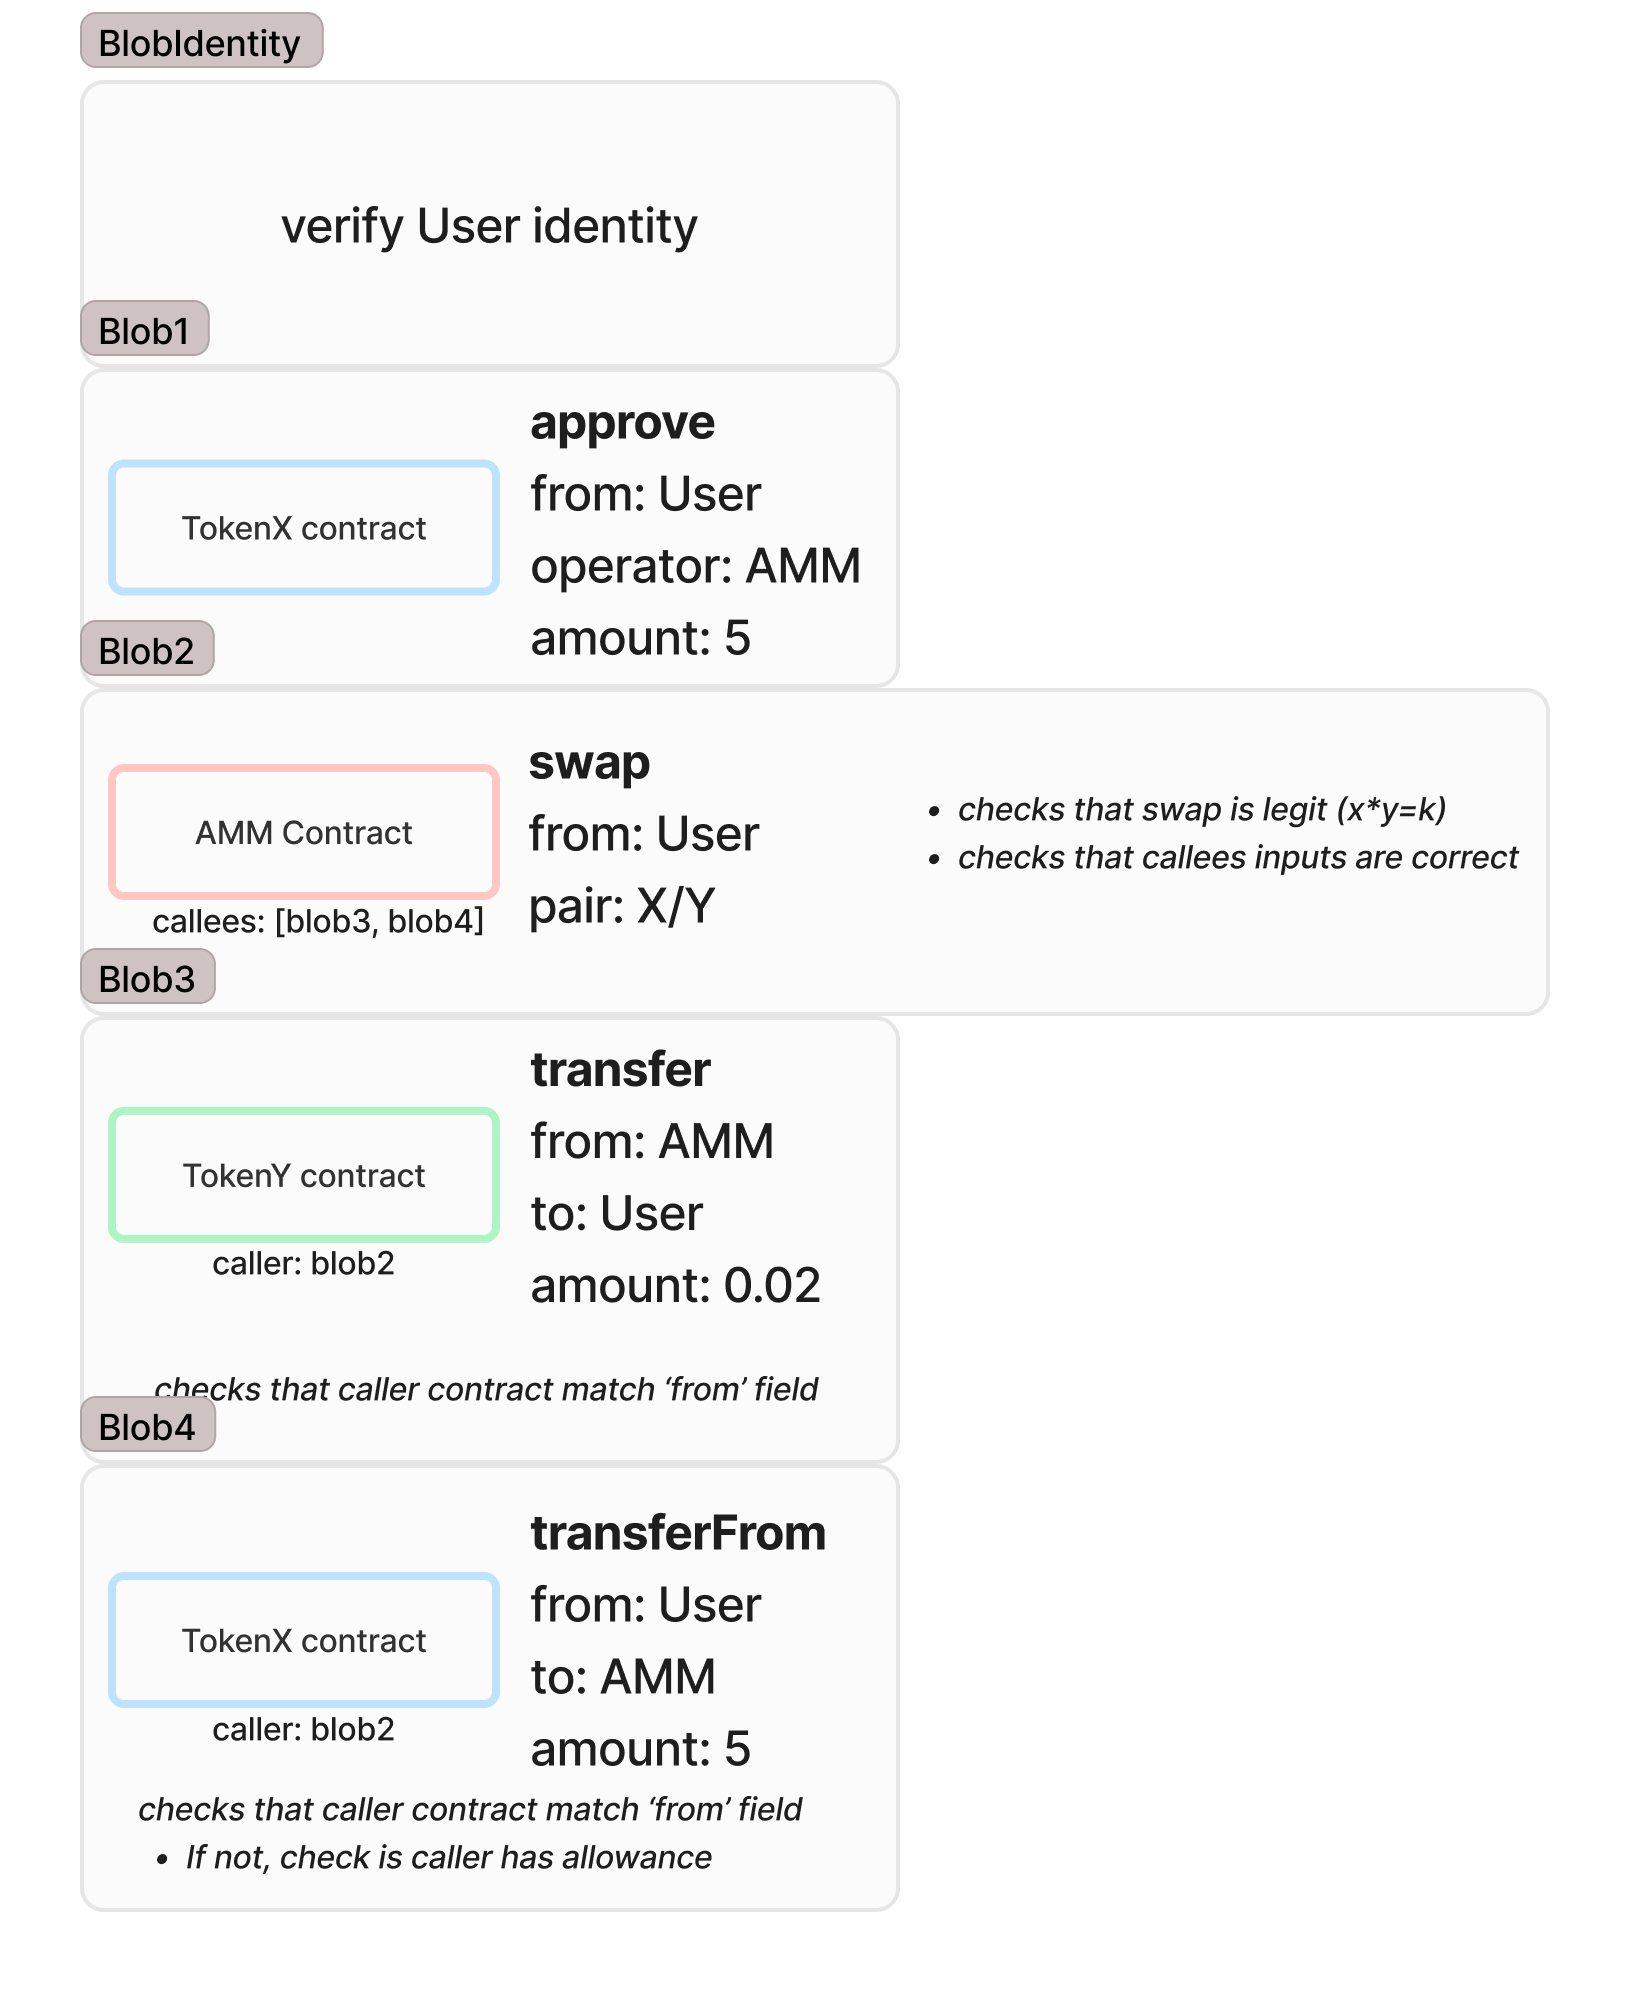 BlobIdentity
verify User identity
Blob1
approve
from: User
operator: AMM
amount: 5
TokenX contract
Blob2
swap
from: User
pair: X/Y
AMM Contract
callees: [blob3, blob4]
• checks that swap is legit (x*y=k)
• checks that callees inputs are correct
Blob3
transfer
from: AMM
to: User
amount: 0.02
TokenY contract
caller: blob2
checks that caller contract match ‘from’ field
Blob4
transferFrom
from: User
to: AMM
amount: 5
TokenX contract
caller: blob2
checks that caller contract match ‘from’ field
• If not, check is caller has allowance